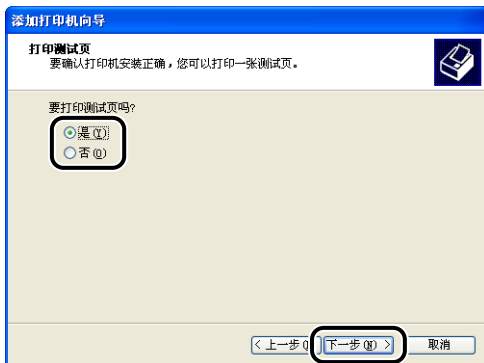 添加打印机向导
打印测试页
要确认打印机安装正确，您可以打印一张测试页。
要打印测试页吗?
是(Y)
否(O)
< 上一步(
下一步(N) >
取消